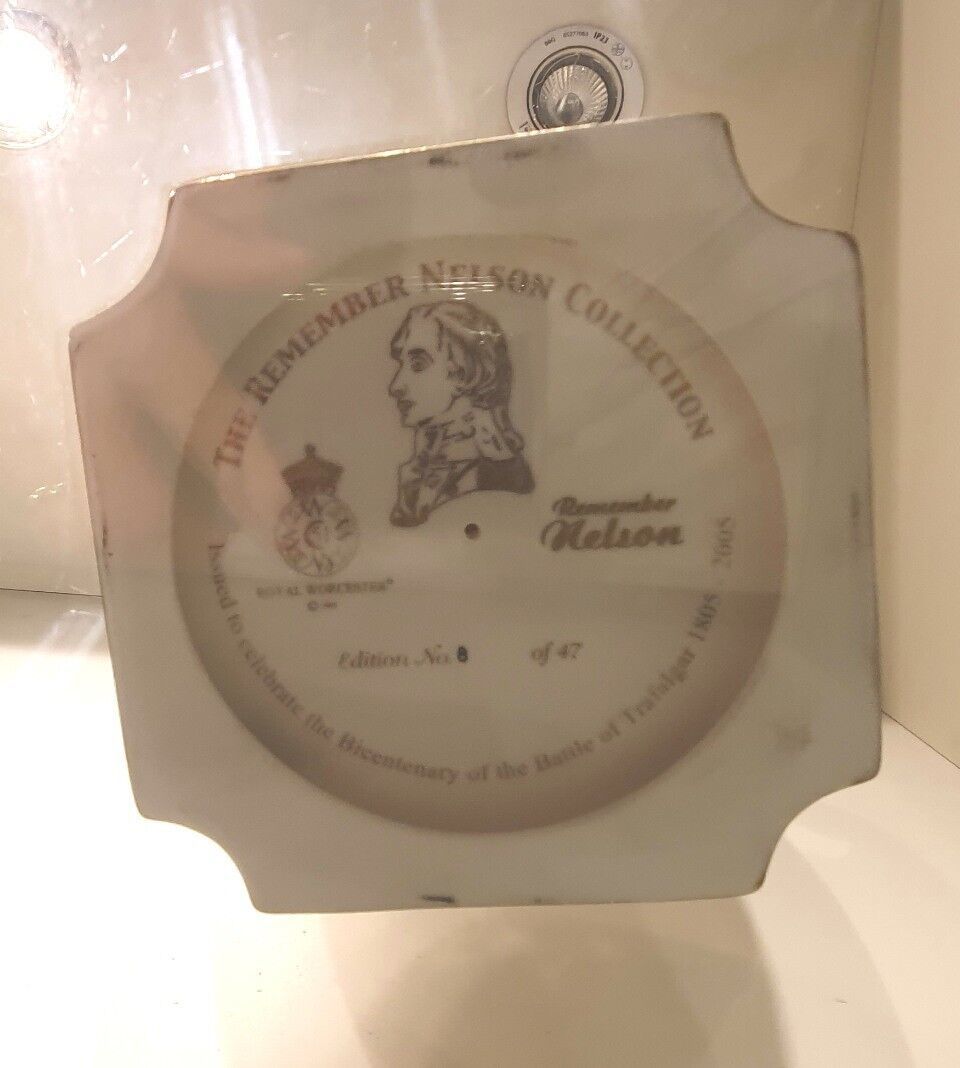 IP23
THE REMEMBER NELSON COLLECTION
Remember
Nelson
ROYAL WORCESTER®
©
Edition No. 8 of 47
Issued to celebrate the Bicentenary of the Battle of Trafalgar 1805 - 2005